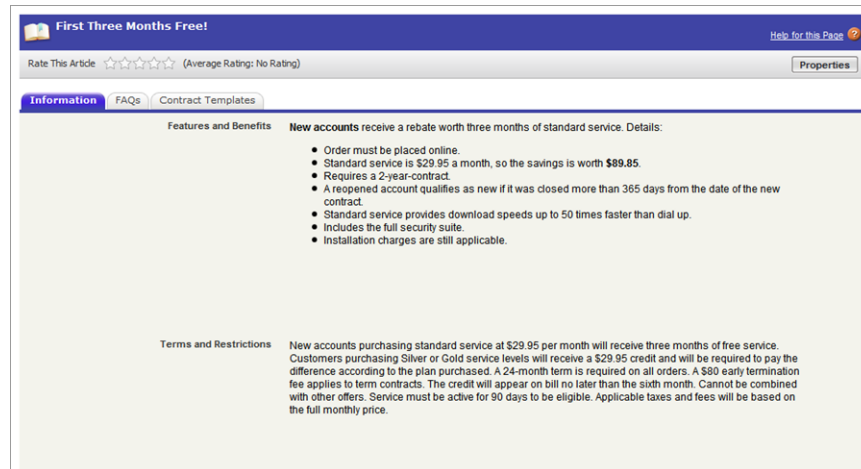 First Three Months Free!
Help for this Page ?
Rate This Article (Average Rating: No Rating)
Properties
Information FAQs Contract Templates
Features and Benefits New accounts receive a rebate worth three months of standard service. Details:
• Order must be placed online.
• Standard service is $29.95 a month, so the savings is worth $89.85.
• Requires a 2-year-contract.
• A reopened account qualifies as new if it was closed more than 365 days from the date of the new
contract.
• Standard service provides download speeds up to 50 times faster than dial up.
• Includes the full security suite.
• Installation charges are still applicable.
Terms and Restrictions New accounts purchasing standard service at $29.95 per month will receive three months of free service.
Customers purchasing Silver or Gold service levels will receive a $29.95 credit and will be required to pay the
difference according to the plan purchased. A 24-month term is required on all orders. A $80 early termination
fee applies to term contracts. The credit will appear on bill no later than the sixth month. Cannot be combined
with other offers. Service must be active for 90 days to be eligible. Applicable taxes and fees will be based on
the full monthly price.